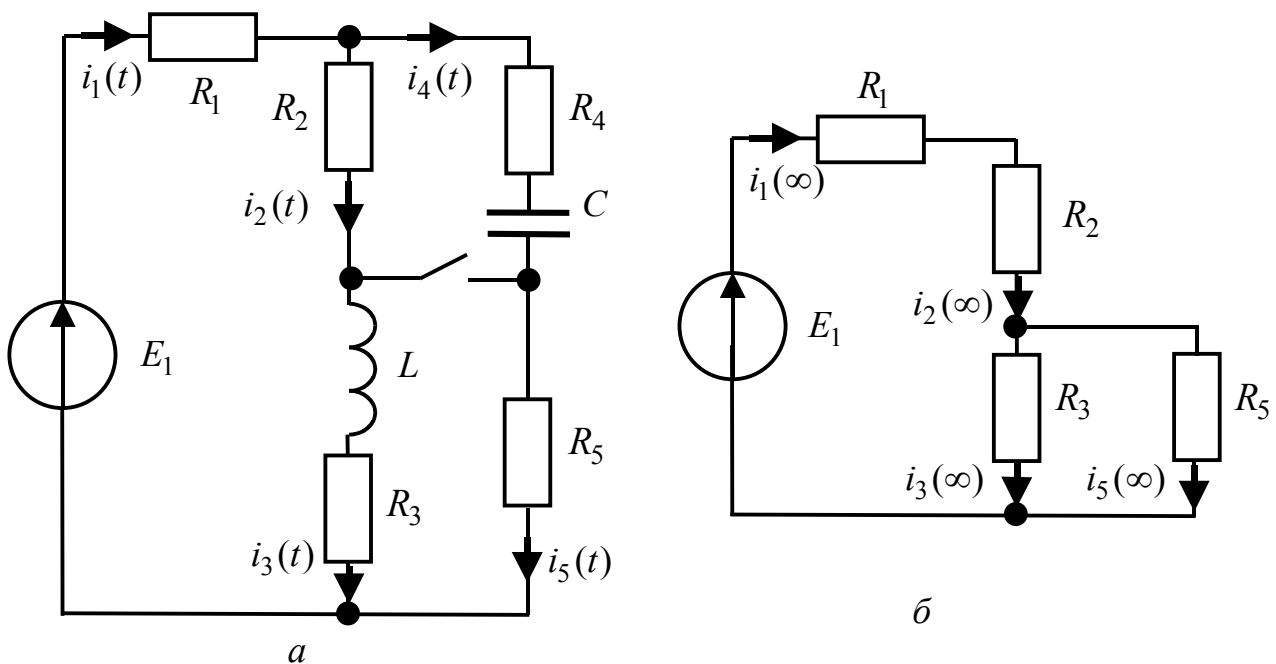 i₁(t)
R₁
R₂
i₄(t)
R₄
i₂(t)
C
E₁
L
R₅
R₃
i₃(t)
i₅(t)
а
R₁
i₁(∞)
R₂
i₂(∞)
E₁
R₃
R₅
i₃(∞)
i₅(∞)
б